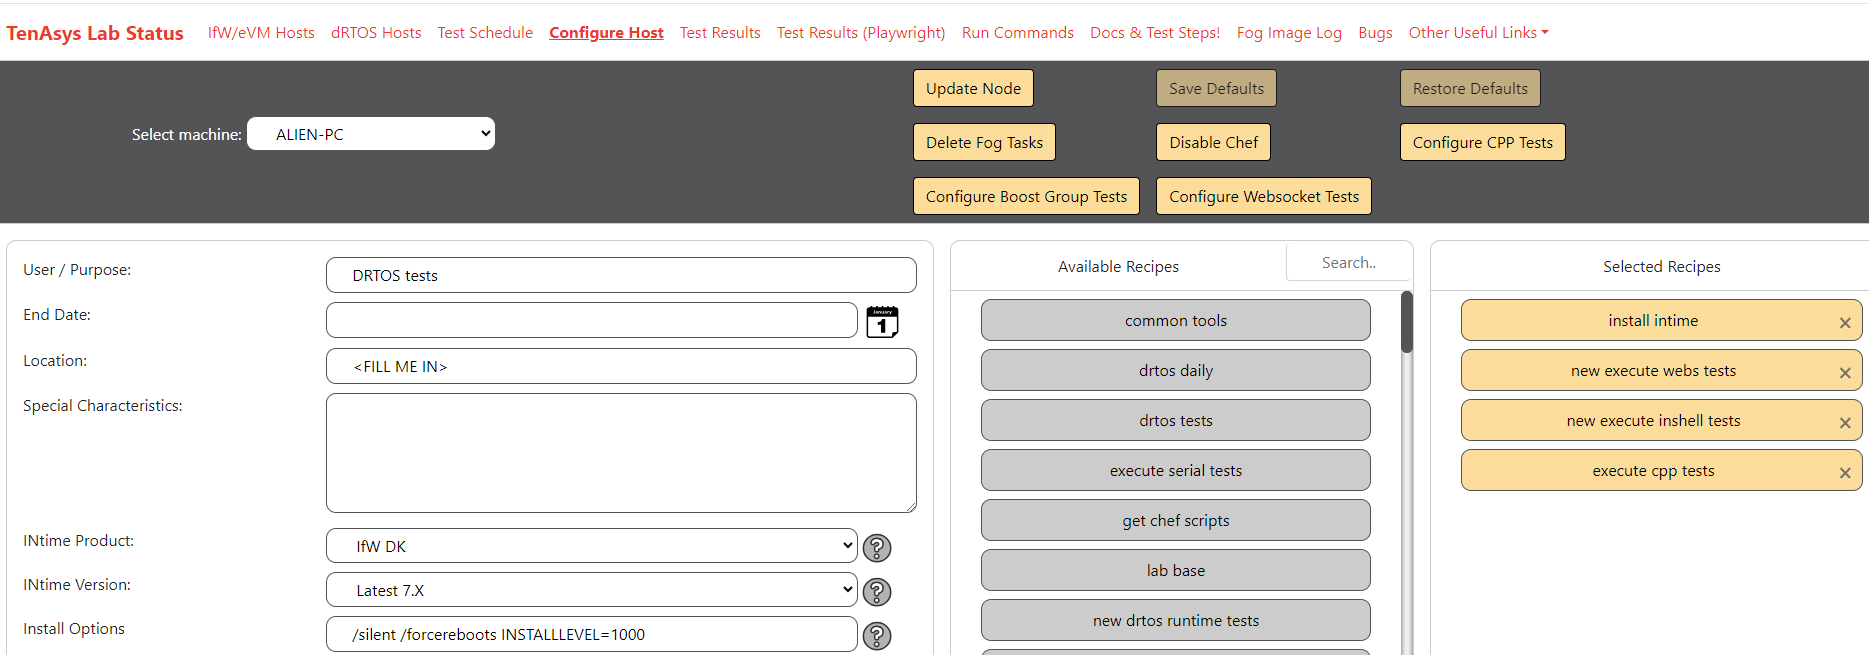 TenAsys Lab Status IfW/eVM Hosts dRTOS Hosts Test Schedule Configure Host Test Results Test Results (Playwright) Run Commands Docs & Test Steps! Fog Image Log Bugs Other Useful Links
Select machine: ALIEN-PC
Update Node Save Defaults Restore Defaults
Delete Fog Tasks Disable Chef Configure CPP Tests
Configure Boost Group Tests Configure Websocket Tests
User / Purpose: DRTOS tests
End Date:
January
1
Location: <FILL ME IN>
Special Characteristics:
INtime Product: IfW DK ?
INtime Version: Latest 7.X ?
Install Options /silent /forcereboots INSTALLLEVEL=1000 ?
Available Recipes Search..
common tools
drtos daily
drtos tests
execute serial tests
get chef scripts
lab base
new drtos runtime tests
Selected Recipes
install intime ×
new execute webs tests ×
new execute inshell tests ×
execute cpp tests ×